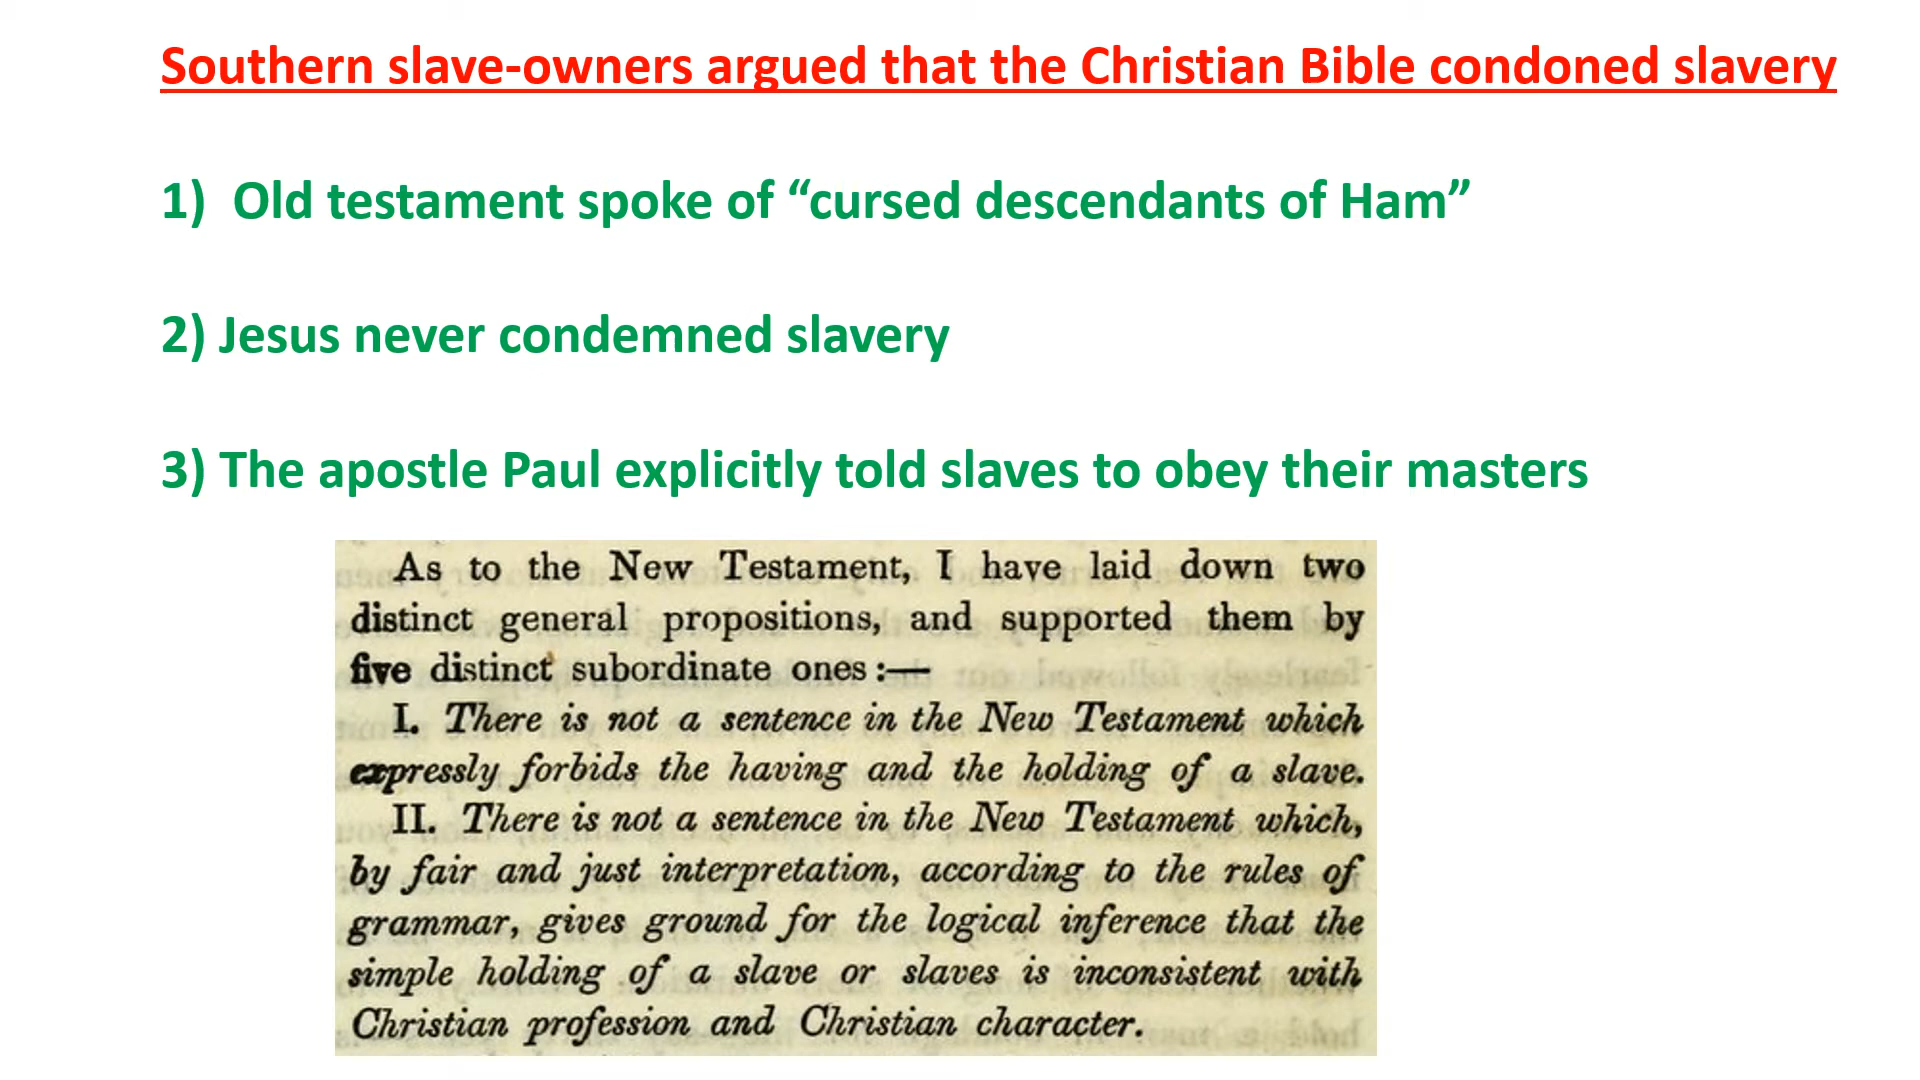 Southern slave-owners argued that the Christian Bible condoned slavery
1) Old testament spoke of “cursed descendants of Ham”
2) Jesus never condemned slavery
3) The apostle Paul explicitly told slaves to obey their masters
As to the New Testament, I have laid down two
distinct general propositions, and supported them by
five distinct subordinate ones :—
I. There is not a sentence in the New Testament which
expressly forbids the having and the holding of a slave.
II. There is not a sentence in the New Testament which,
by fair and just interpretation, according to the rules of
grammar, gives ground for the logical inference that the
simple holding of a slave or slaves is inconsistent with
Christian profession and Christian character.